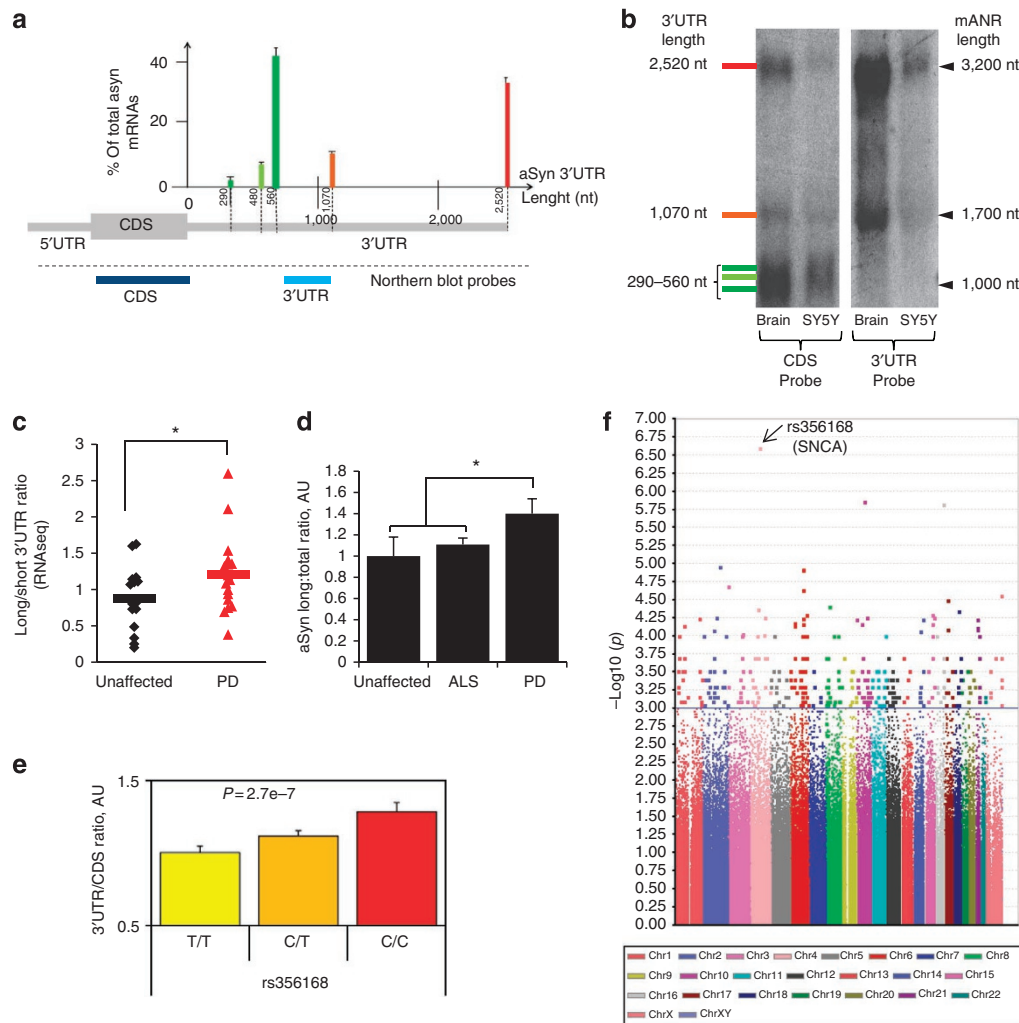 a
% Of total asyn
mRNAs
40
20
0
290
480
560
1,070
2,520
0
1,000
2,000
aSyn 3′UTR
Lenght (nt)
CDS
5′UTR
3′UTR
CDS
3′UTR
Northern blot probes
b
3′UTR
length
mANR
length
2,520 nt
3,200 nt
1,070 nt
1,700 nt
290–560 nt
1,000 nt
Brain
SY5Y
Brain
SY5Y
CDS
Probe
3′UTR
Probe
c
Long/short 3′UTR ratio
(RNAseq)
3
2.5
2
1.5
1
0.5
0
*
Unaffected
PD
d
aSyn long:total ratio, AU
1.8
1.6
1.4
1.2
1
0.8
0.6
0.4
0.2
0
*
Unaffected
ALS
PD
e
3′UTR/CDS ratio, AU
1.5
0.5
P = 2.7e–7
T/T
C/T
C/C
rs356168
f
–Log10 (p)
7.00
6.75
6.50
6.25
6.00
5.75
5.50
5.25
5.00
4.75
4.50
4.25
4.00
3.75
3.50
3.25
3.00
2.75
2.50
2.25
2.00
1.75
1.50
1.25
1.00
0.75
0.50
0.25
0.00
rs356168
(SNCA)
Chr1 Chr2 Chr3 Chr4 Chr5 Chr6 Chr7 Chr8
Chr9 Chr10 Chr11 Chr12 Chr13 Chr14 Chr15
Chr16 Chr17 Chr18 Chr19 Chr20 Chr21 Chr22
ChrX ChrXY